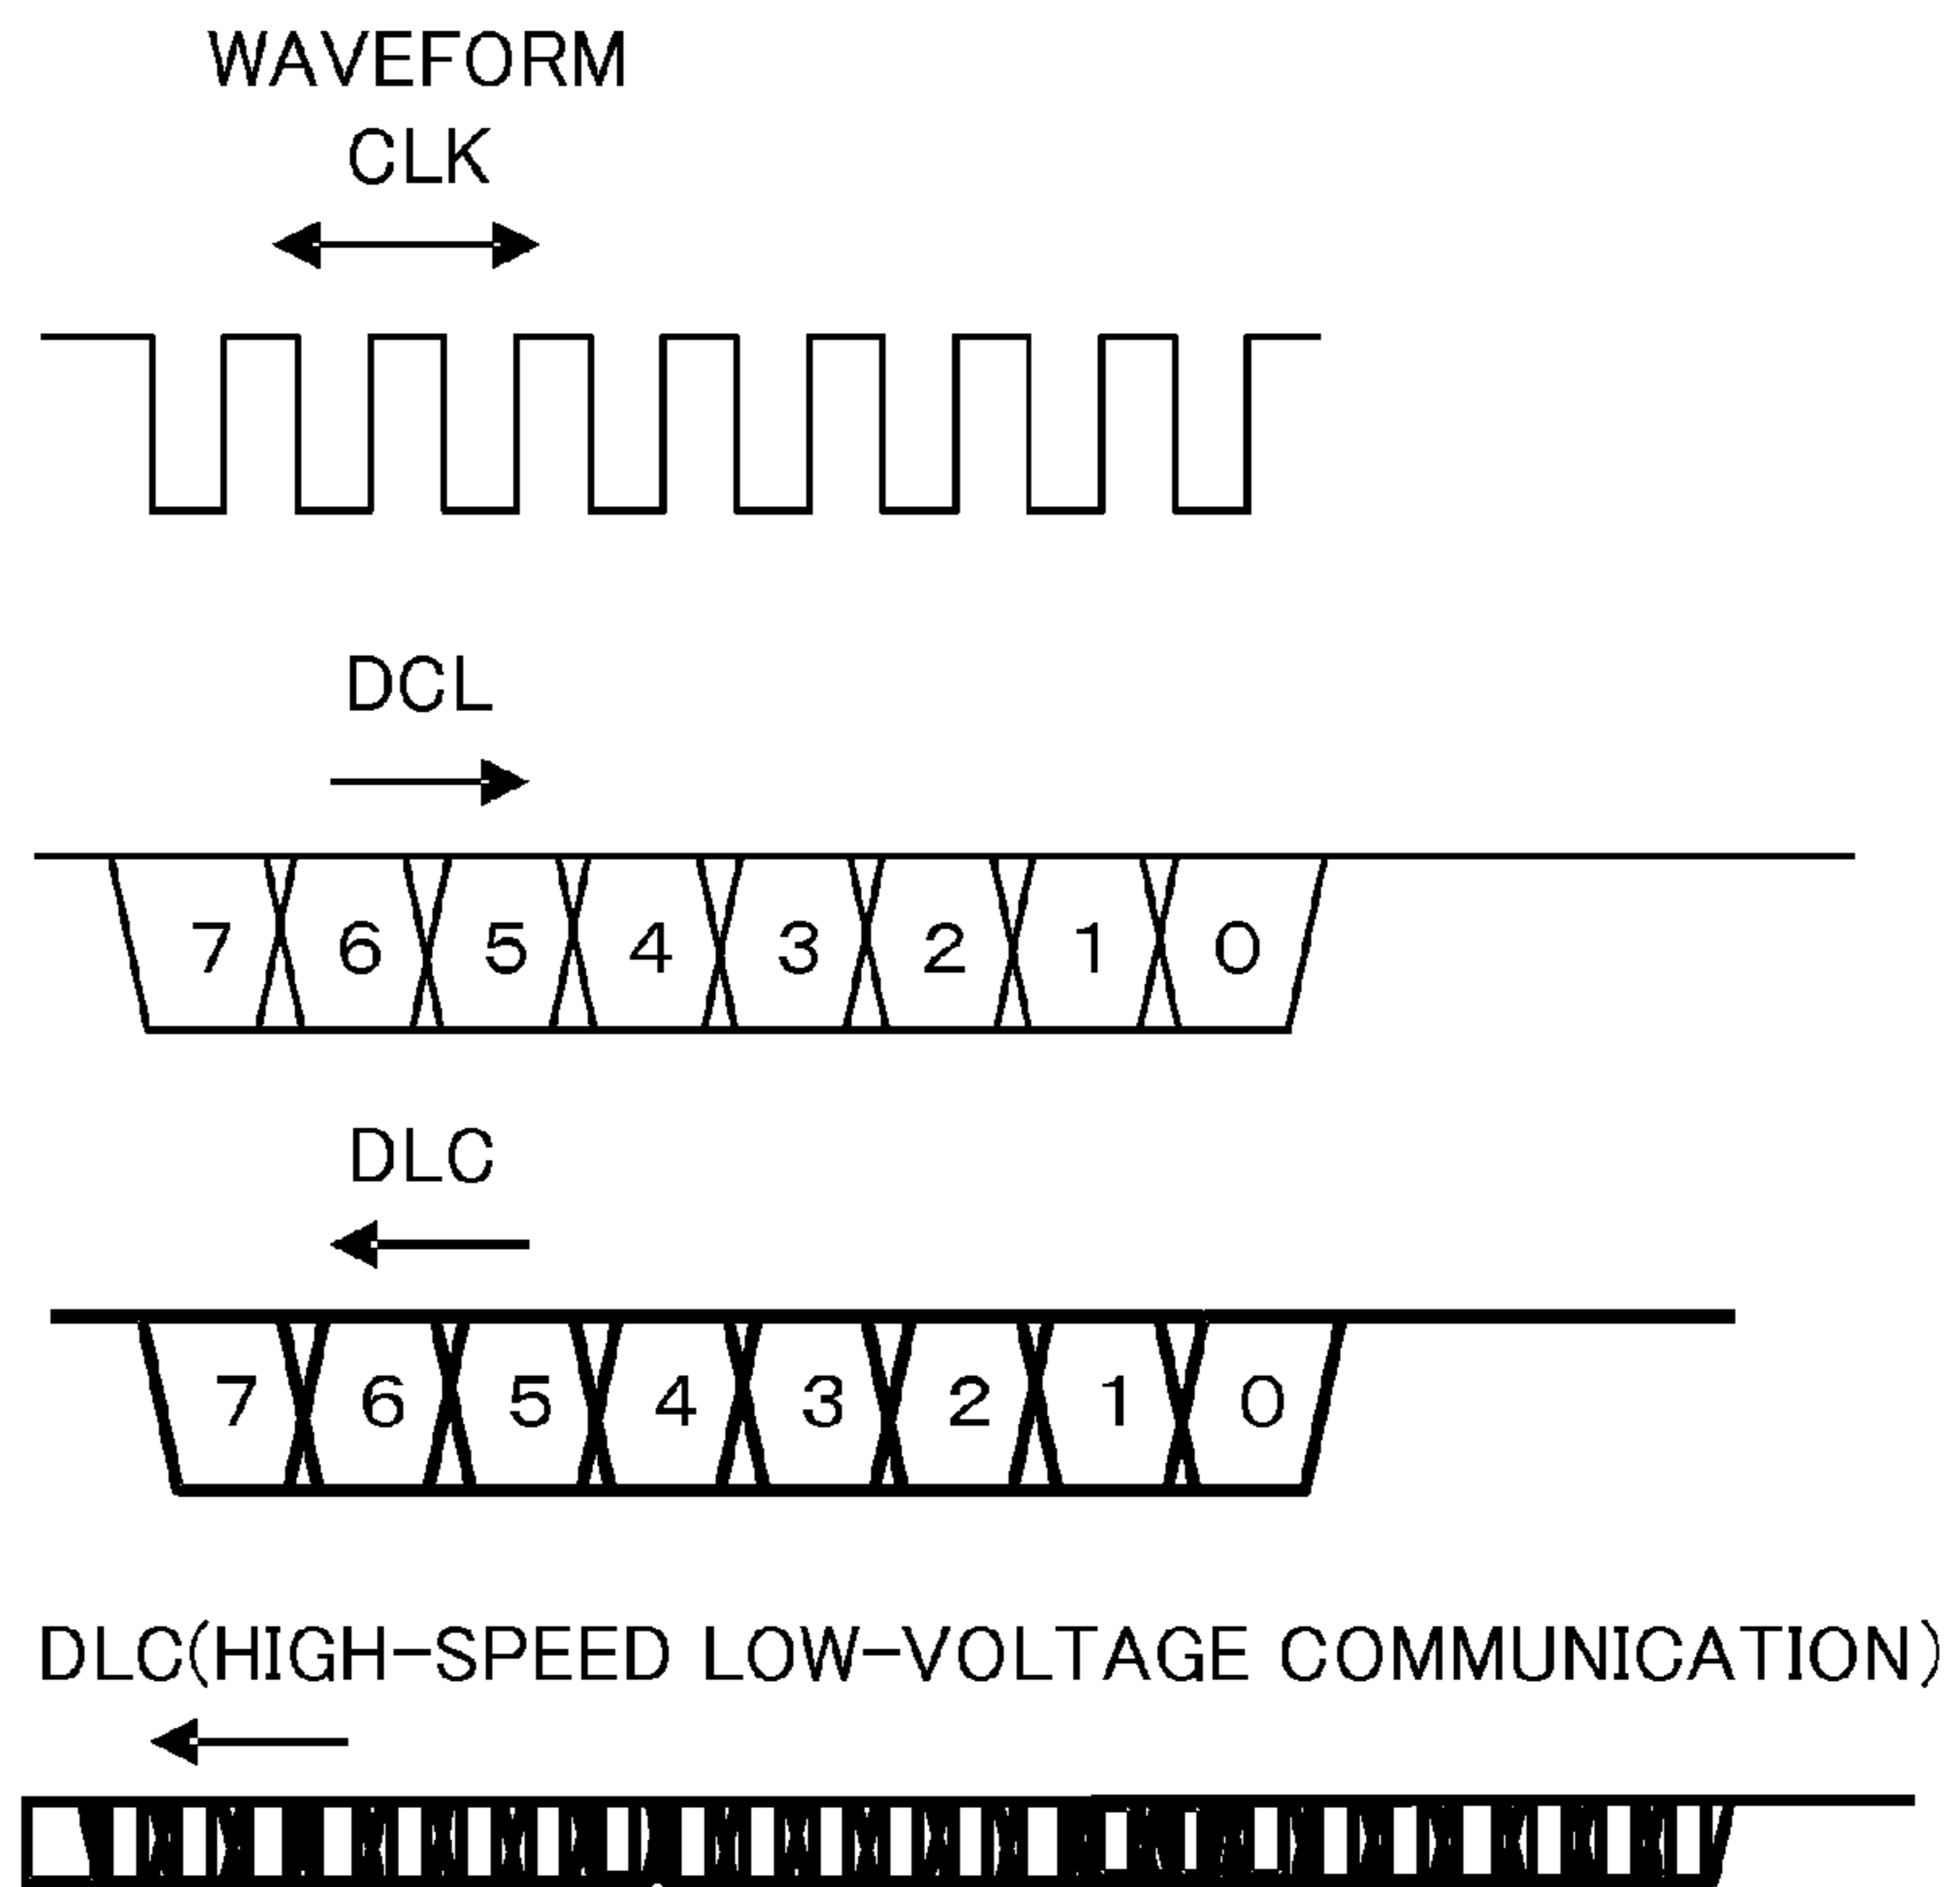 WAVEFORM
CLK
DCL
7 6 5 4 3 2 1 0
DLC
7 6 5 4 3 2 1 0
DLC(HIGH-SPEED LOW-VOLTAGE COMMUNICATION)